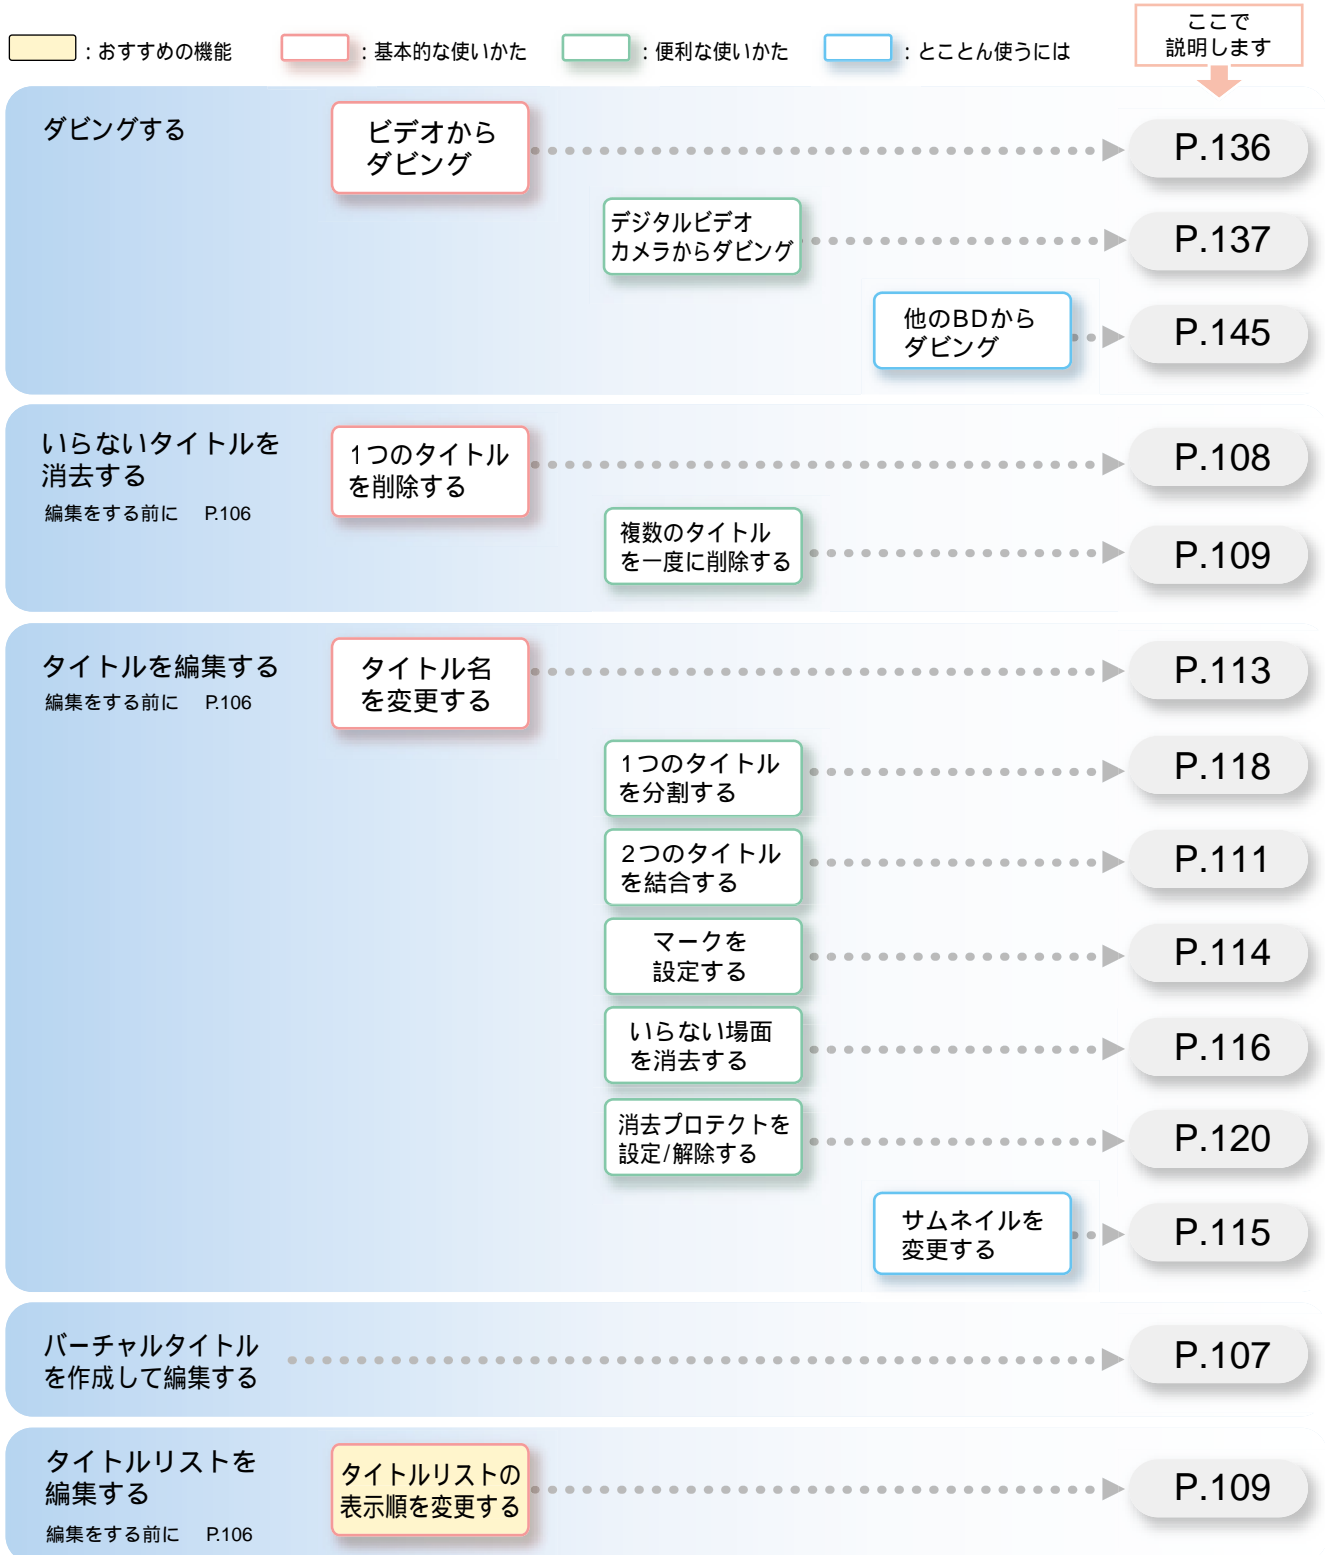 ：おすすめの機能
：基本的な使いかた
：便利な使いかた
：とことん使うには
ここで
説明します
ダビングする
ビデオから
ダビング
P.136
デジタルビデオ
カメラからダビング
P.137
他のBDから
ダビング
P.145
いらないタイトルを
消去する
編集をする前に P.106
1つのタイトル
を削除する
P.108
複数のタイトル
を一度に削除する
P.109
タイトルを編集する
編集をする前に P.106
タイトル名
を変更する
P.113
1つのタイトル
を分割する
P.118
2つのタイトル
を結合する
P.111
マークを
設定する
P.114
いらない場面
を消去する
P.116
消去プロテクトを
設定/解除する
P.120
サムネイルを
変更する
P.115
バーチャルタイトル
を作成して編集する
P.107
タイトルリストを
編集する
編集をする前に P.106
タイトルリストの
表示順を変更する
P.109